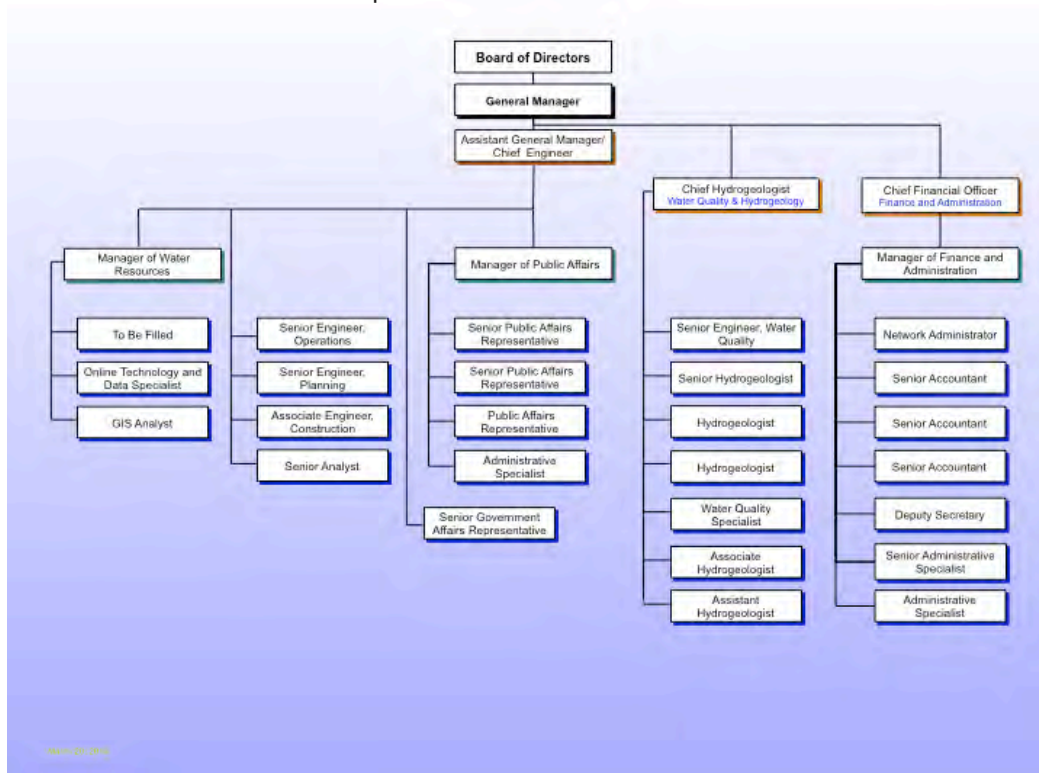 Board of Directors
General Manager
Assistant General Manager/
Chief Engineer
Chief Hydrogeologist
Water Quality & Hydrogeology
Chief Financial Officer
Finance and Administration
Manager of Water
Resources
Manager of Public Affairs
Manager of Finance and
Administration
To Be Filled
Online Technology and
Data Specialist
GIS Analyst
Senior Engineer,
Operations
Senior Engineer,
Planning
Associate Engineer,
Construction
Senior Analyst
Senior Public Affairs
Representative
Senior Public Affairs
Representative
Public Affairs
Representative
Administrative
Specialist
Senior Government
Affairs Representative
Senior Engineer, Water
Quality
Senior Hydrogeologist
Hydrogeologist
Hydrogeologist
Water Quality
Specialist
Associate
Hydrogeologist
Assistant
Hydrogeologist
Network Administrator
Senior Accountant
Senior Accountant
Senior Accountant
Deputy Secretary
Senior Administrative
Specialist
Administrative
Specialist